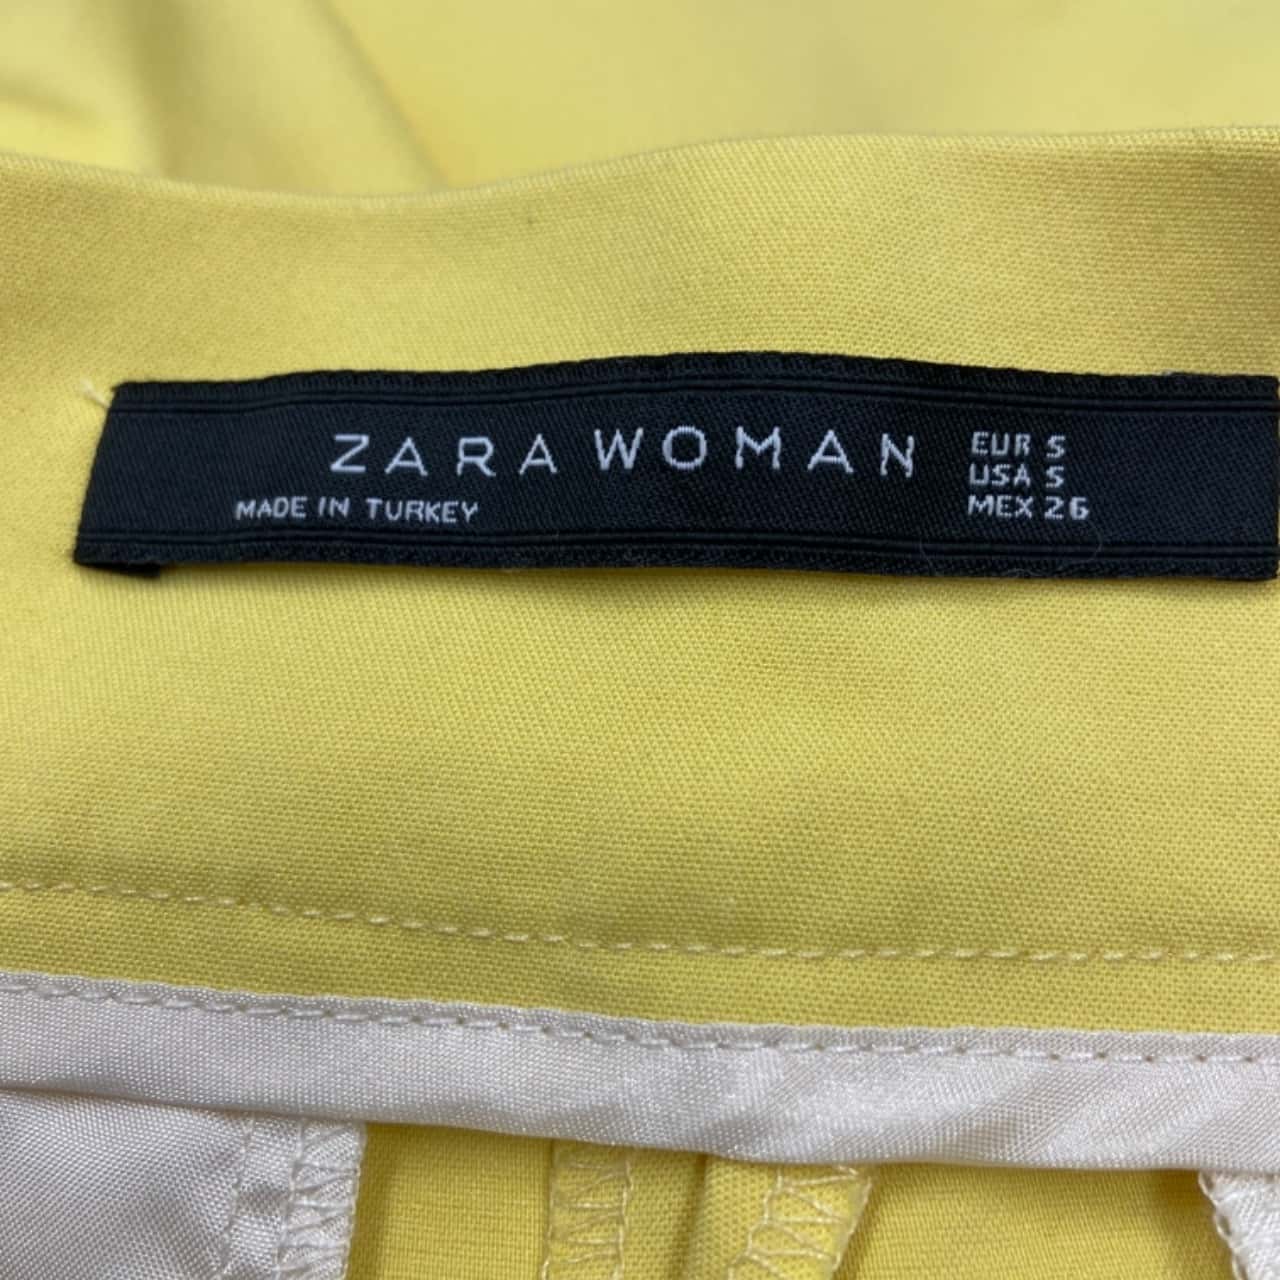 ZARA WOMAN
MADE IN TURKEY
EUR S
USA S
MEX 26